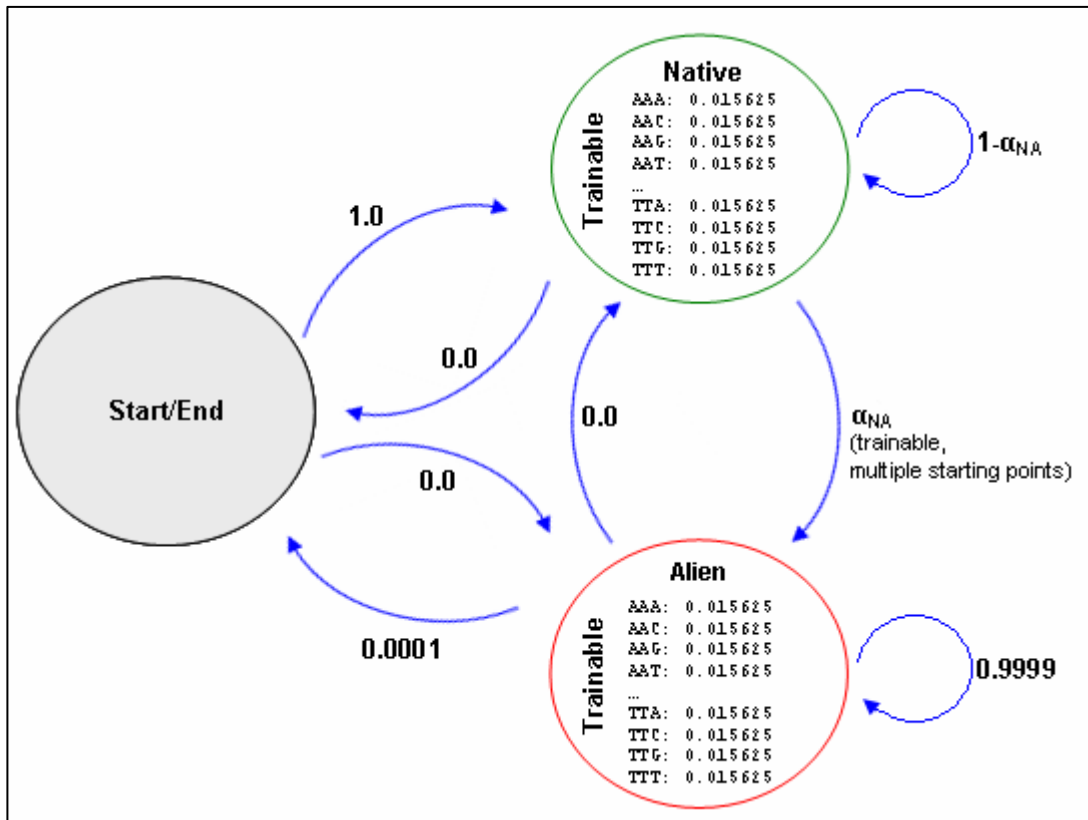 Native
Trainable
AAA: 0.015625
AAC: 0.015625
AAG: 0.015625
AAT: 0.015625
…
TTA: 0.015625
TTC: 0.015625
TTG: 0.015625
TTT: 0.015625
1-αNA
1.0
0.0
Start/End
0.0
αNA
(trainable,
multiple starting points)
0.0
0.0001
Alien
Trainable
AAA: 0.015625
AAC: 0.015625
AAG: 0.015625
AAT: 0.015625
…
TTA: 0.015625
TTC: 0.015625
TTG: 0.015625
TTT: 0.015625
0.9999